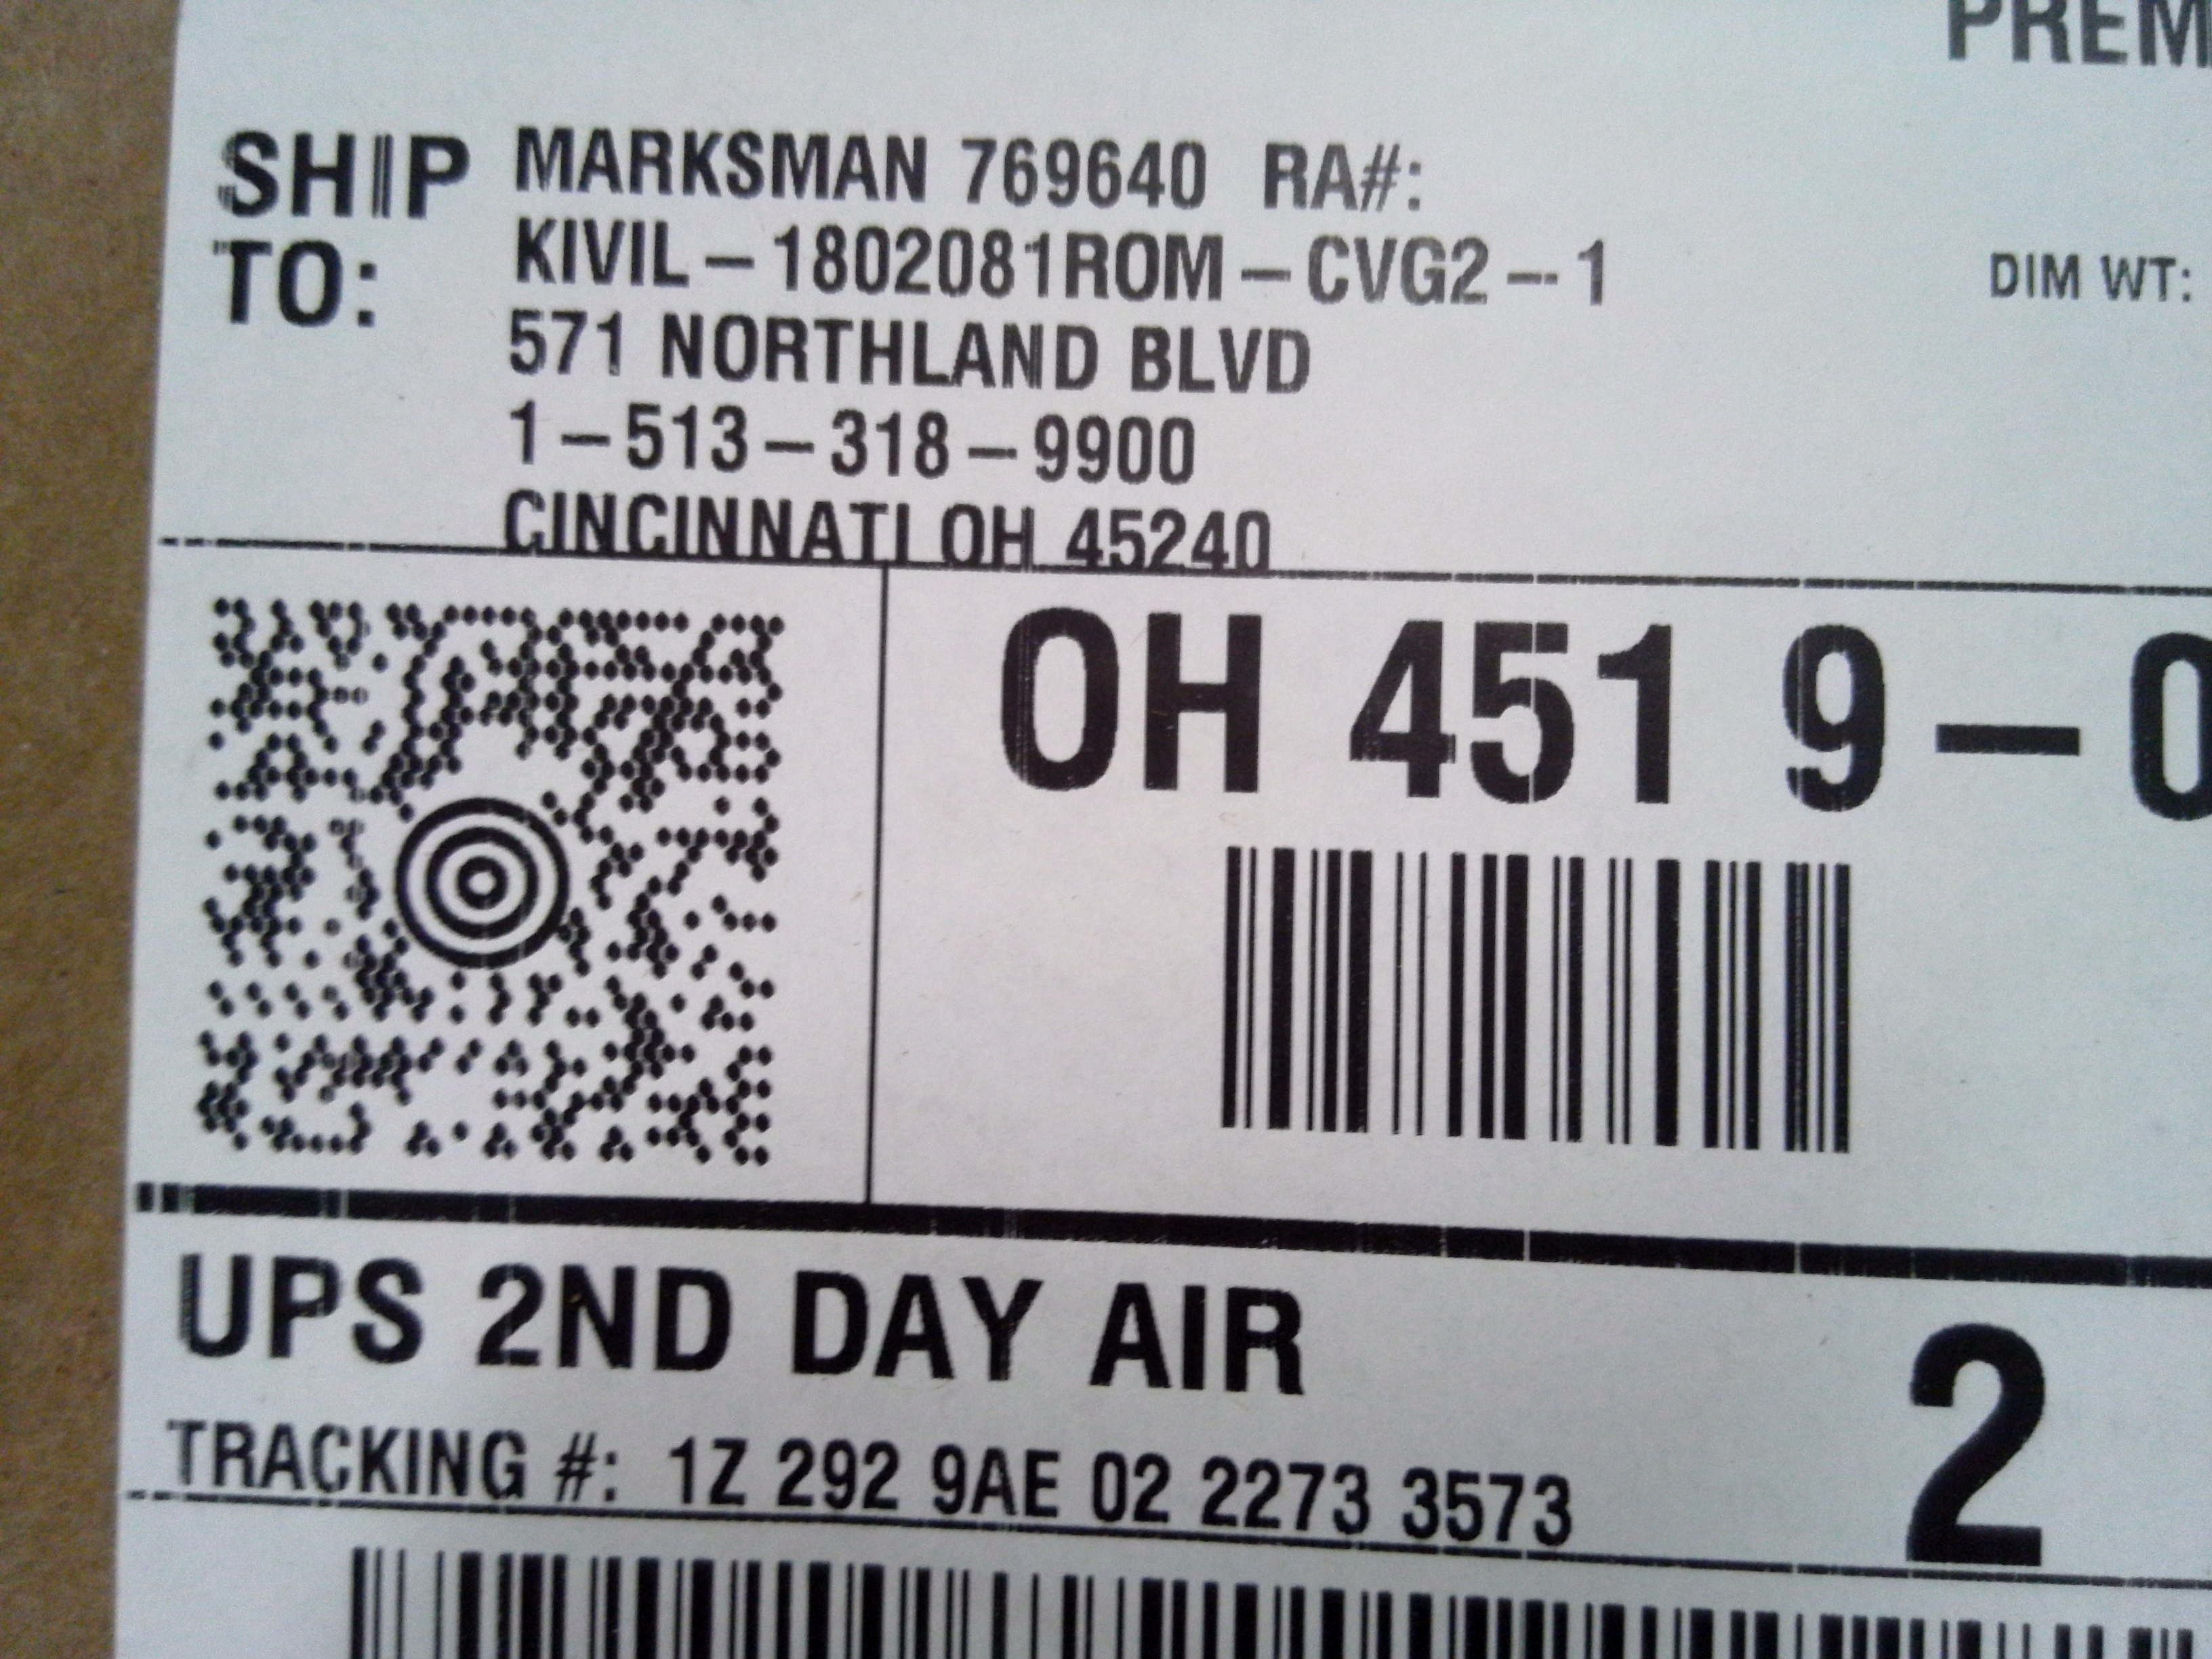 PREM
SHIP TO:
MARKSMAN 769640 RA#:
KIVIL-1802081ROM-CVG2--1
571 NORTHLAND BLVD
1-513-318-9900
CINCINNATI OH 45240
DIM WT:
OH 451 9-0
UPS 2ND DAY AIR
TRACKING #: 1Z 292 9AE 02 2273 3573
2